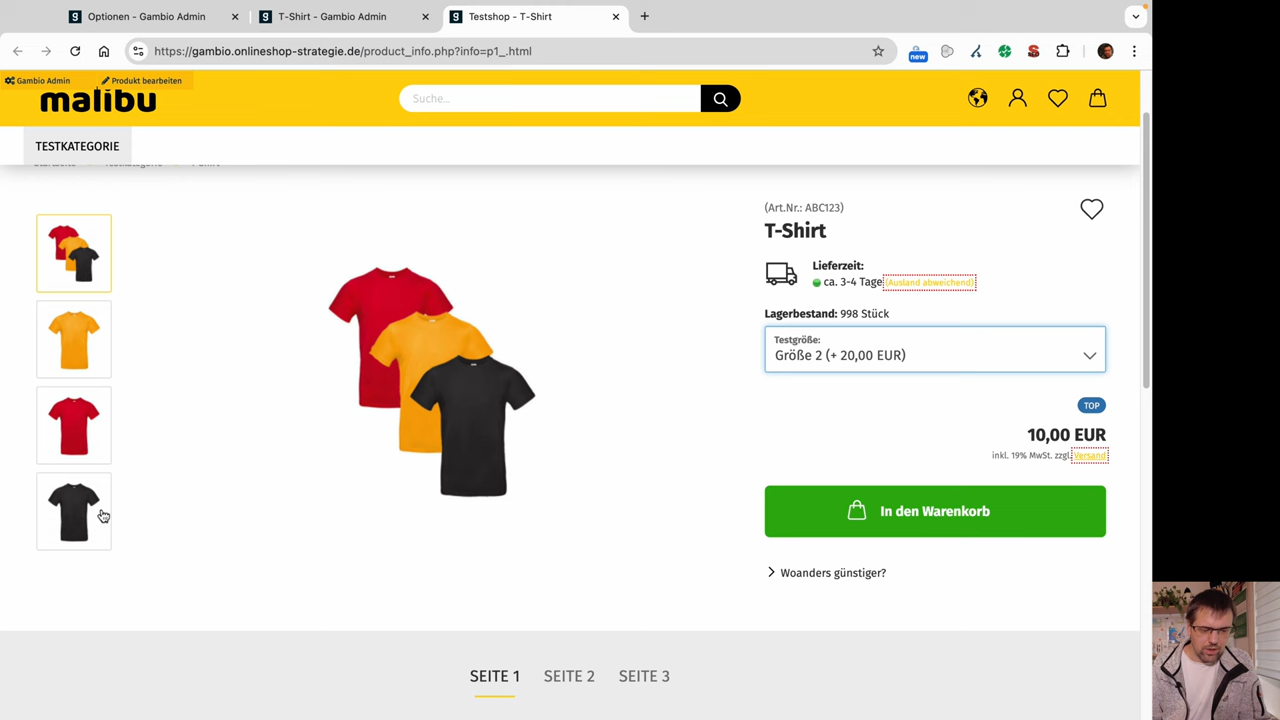 Optionen - Gambio Admin
T-Shirt - Gambio Admin
Testshop - T-Shirt
https://gambio.onlineshop-strategie.de/product_info.php?info=p1_.html
new
Gambio Admin
Produkt bearbeiten
malibu
Suche...
TESTKATEGORIE
(Art.Nr.: ABC123)
T-Shirt
Lieferzeit:
ca. 3-4 Tage (Ausland abweichend)
Lagerbestand: 998 Stück
Testgröße:
Größe 2 (+ 20,00 EUR)
TOP
10,00 EUR
inkl. 19% MwSt. zzgl. Versand
In den Warenkorb
Woanders günstiger?
SEITE 1
SEITE 2
SEITE 3